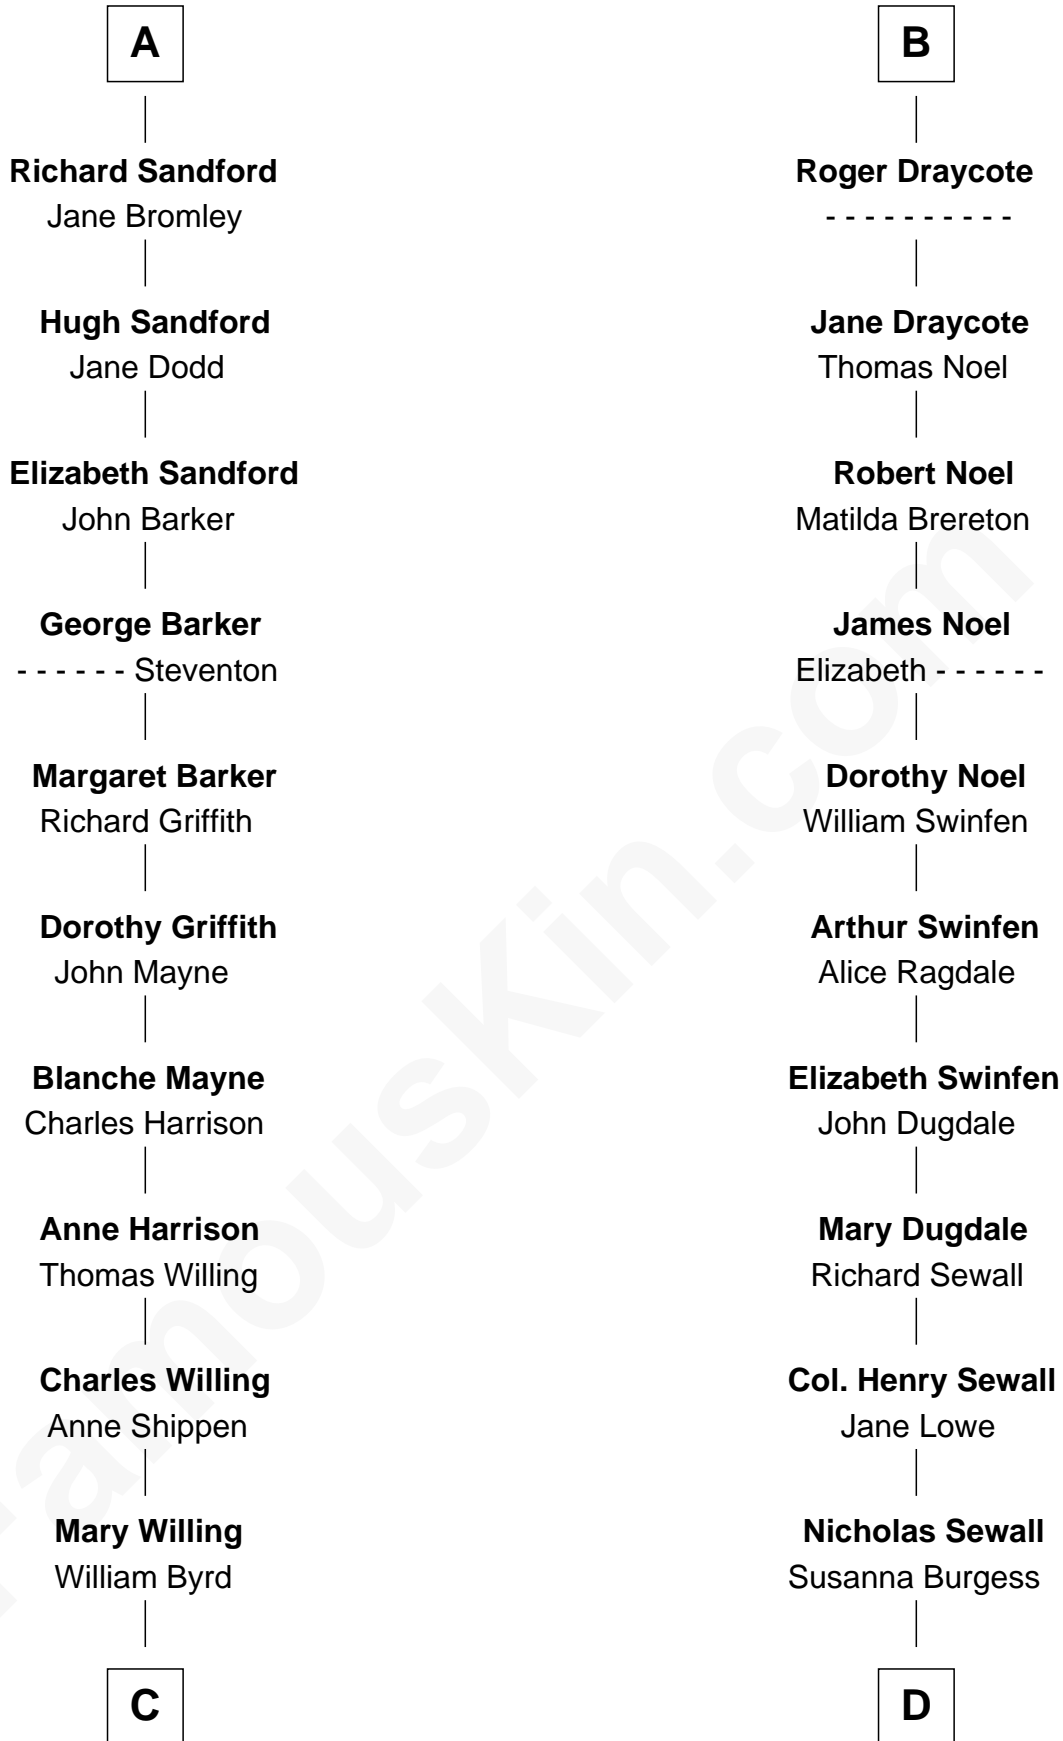 A
Richard Sandford
Jane Bromley
Hugh Sandford
Jane Dodd
Elizabeth Sandford
John Barker
George Barker
- - - - - - Steventon
Margaret Barker
Richard Griffith
Dorothy Griffith
John Mayne
Blanche Mayne
Charles Harrison
Anne Harrison
Thomas Willing
Charles Willing
Anne Shippen
Mary Willing
William Byrd
C
B
Roger Draycote
- - - - - - - - - -
Jane Draycote
Thomas Noel
Robert Noel
Matilda Brereton
James Noel
Elizabeth - - - - - -
Dorothy Noel
William Swinfen
Arthur Swinfen
Alice Ragdale
Elizabeth Swinfen
John Dugdale
Mary Dugdale
Richard Sewall
Col. Henry Sewall
Jane Lowe
Nicholas Sewall
Susanna Burgess
D
FamousKin.com